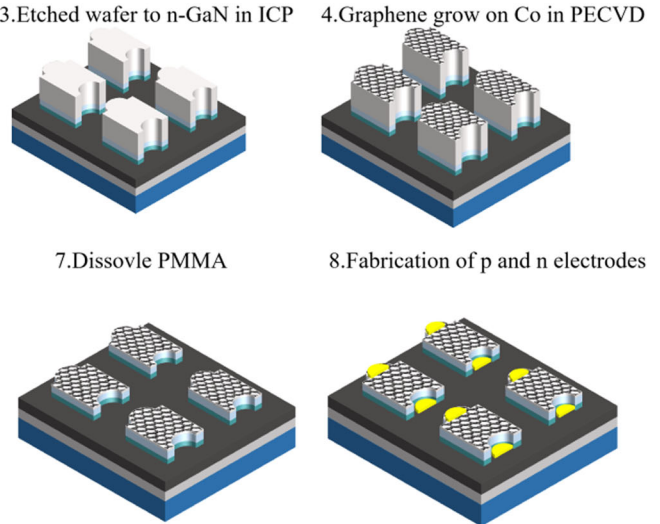 3.Etched wafer to n-GaN in ICP
4.Graphene grow on Co in PECVD
7.Dissovle PMMA
8.Fabrication of p and n electrodes